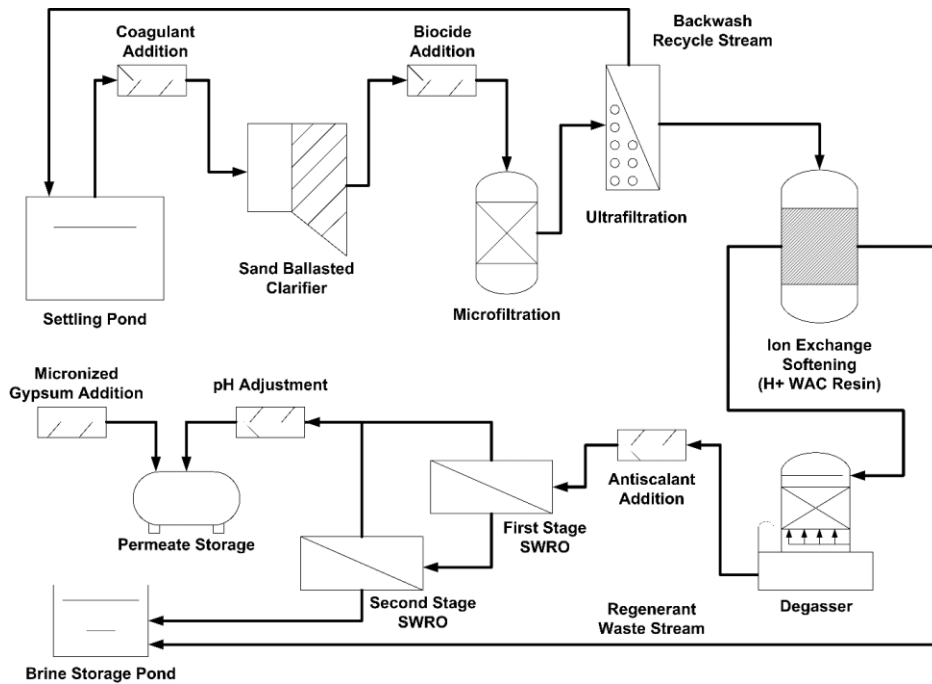 Coagulant
Addition
Biocide
Addition
Backwash
Recycle Stream
Settling Pond
Sand Ballasted
Clarifier
Microfiltration
Ultrafiltration
Ion Exchange
Softening
(H+ WAC Resin)
Micronized
Gypsum Addition
pH Adjustment
Permeate Storage
First Stage
SWRO
Antiscalant
Addition
Degasser
Second Stage
SWRO
Regenerant
Waste Stream
Brine Storage Pond